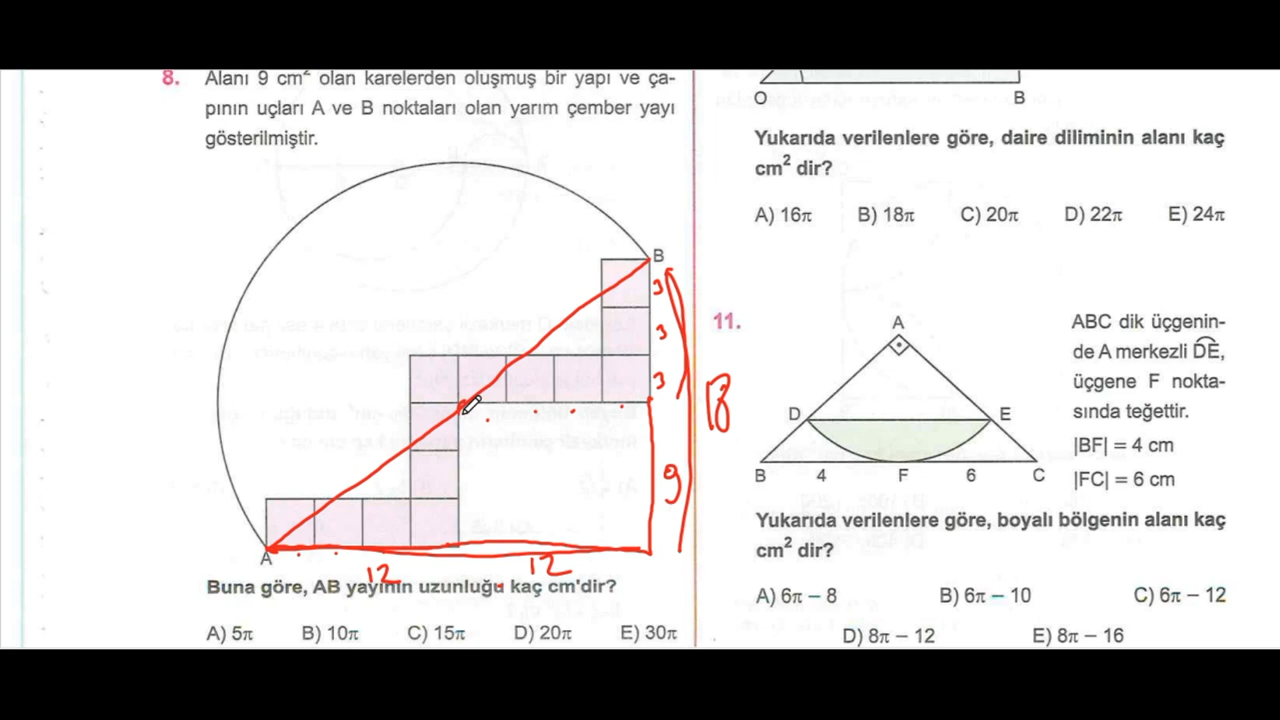 8. Alanı 9 cm² olan karelerden oluşmuş bir yapı ve ça-
pının uçları A ve B noktaları olan yarım çember yayı
gösterilmiştir.
B
3
3
3
18
9
A
12
12
Buna göre, AB yayının uzunluğu kaç cm'dir?
A) 5π B) 10π C) 15π D) 20π E) 30π
O B
Yukarıda verilenlere göre, daire diliminin alanı kaç
cm² dir?
A) 16π B) 18π C) 20π D) 22π E) 24π
11.
A
D E
B 4 F 6 C
ABC dik üçgenin-
de A merkezli DE,
üçgene F nokta-
sında teğettir.
|BF| = 4 cm
|FC| = 6 cm
Yukarıda verilenlere göre, boyalı bölgenin alanı kaç
cm² dir?
A) 6π – 8 B) 6π – 10 C) 6π – 12
D) 8π – 12 E) 8π – 16